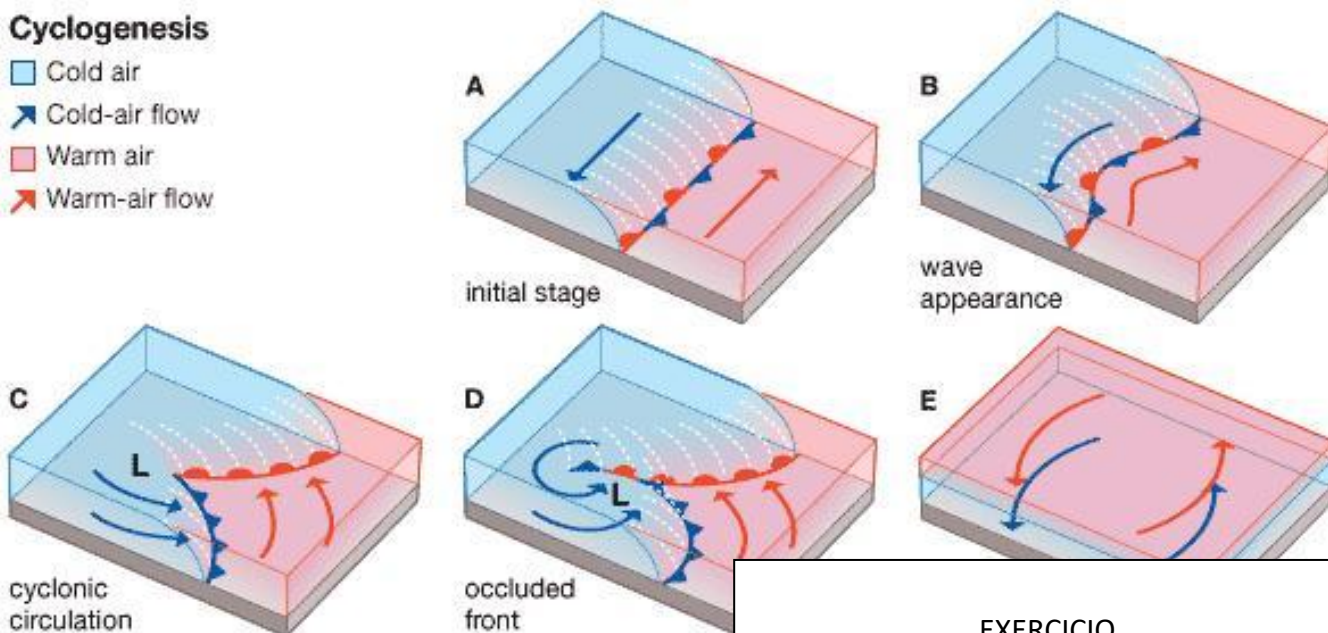 Cyclogenesis
Cold air
Cold-air flow
Warm air
Warm-air flow
A
initial stage
B
wave
appearance
C
L
cyclonic
circulation
D
L
occluded
front
E
EXERCICIO